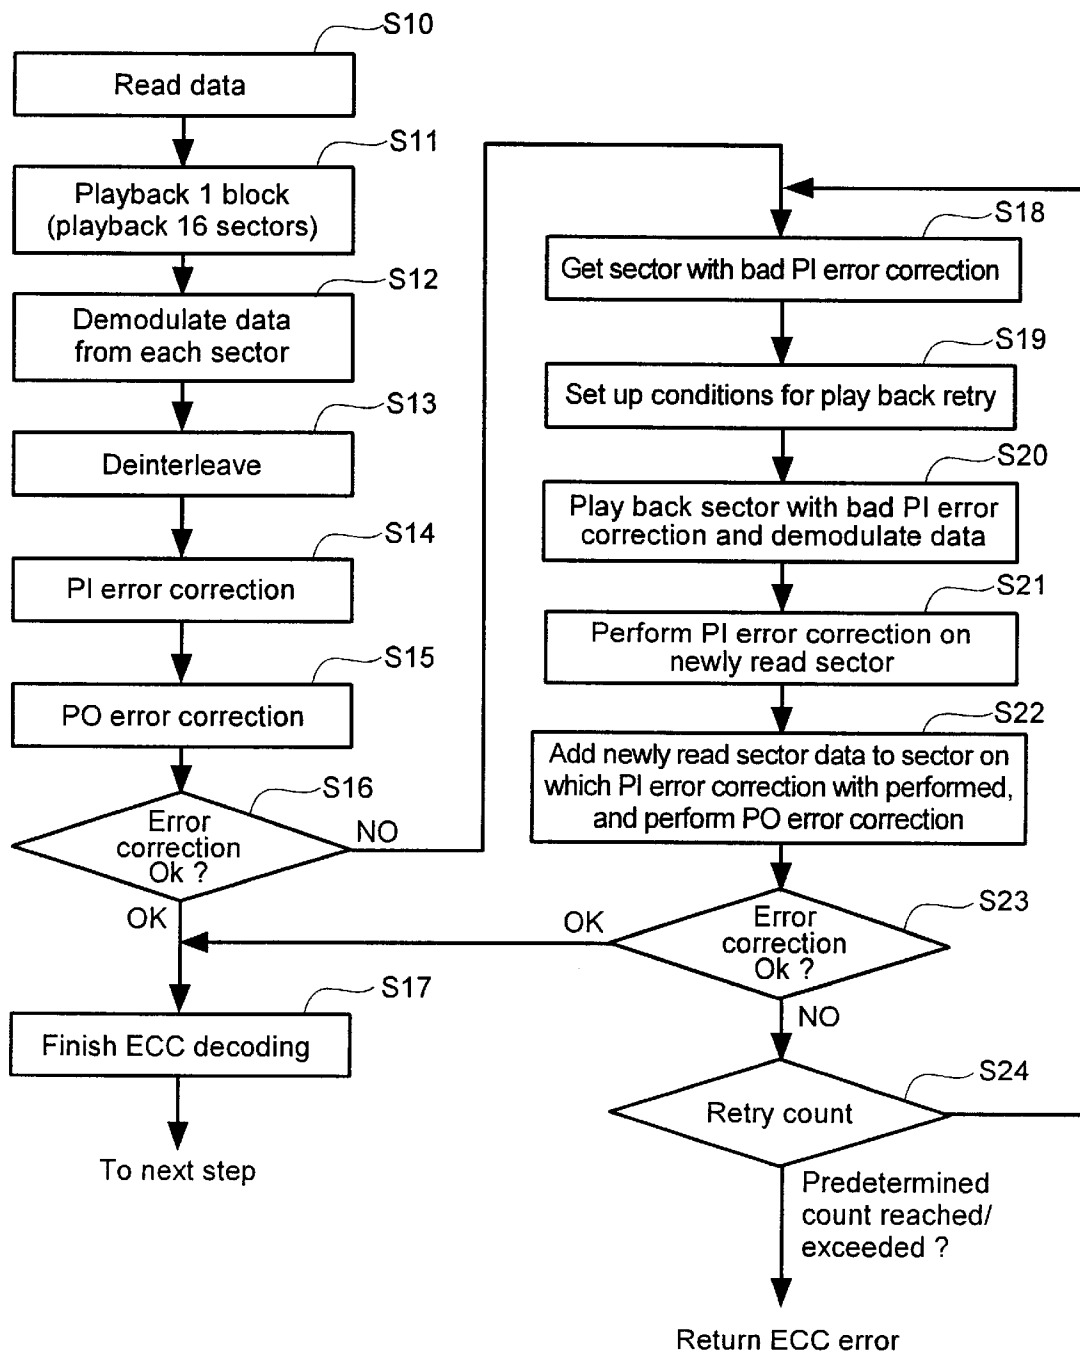 S10
Read data
S11
Playback 1 block
(playback 16 sectors)
S12
Demodulate data
from each sector
S13
Deinterleave
S14
PI error correction
S15
PO error correction
S16
Error
correction
Ok ?
NO
OK
S17
Finish ECC decoding
To next step
S18
Get sector with bad PI error correction
S19
Set up conditions for play back retry
S20
Play back sector with bad PI error
correction and demodulate data
S21
Perform PI error correction on
newly read sector
S22
Add newly read sector data to sector on
which PI error correction with performed,
and perform PO error correction
S23
Error
correction
Ok ?
OK
NO
S24
Retry count
Predetermined
count reached/
exceeded ?
Return ECC error